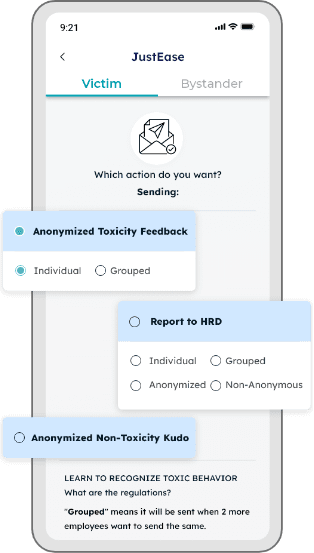 9:21
JustEase
Victim Bystander
Which action do you want?
Sending:
Anonymized Toxicity Feedback
Individual Grouped
Report to HRD
Individual Grouped
Anonymized Non-Anonymous
Anonymized Non-Toxicity Kudo
LEARN TO RECOGNIZE TOXIC BEHAVIOR
What are the regulations?
"Grouped" means it will be sent when 2 more
employees want to send the same.